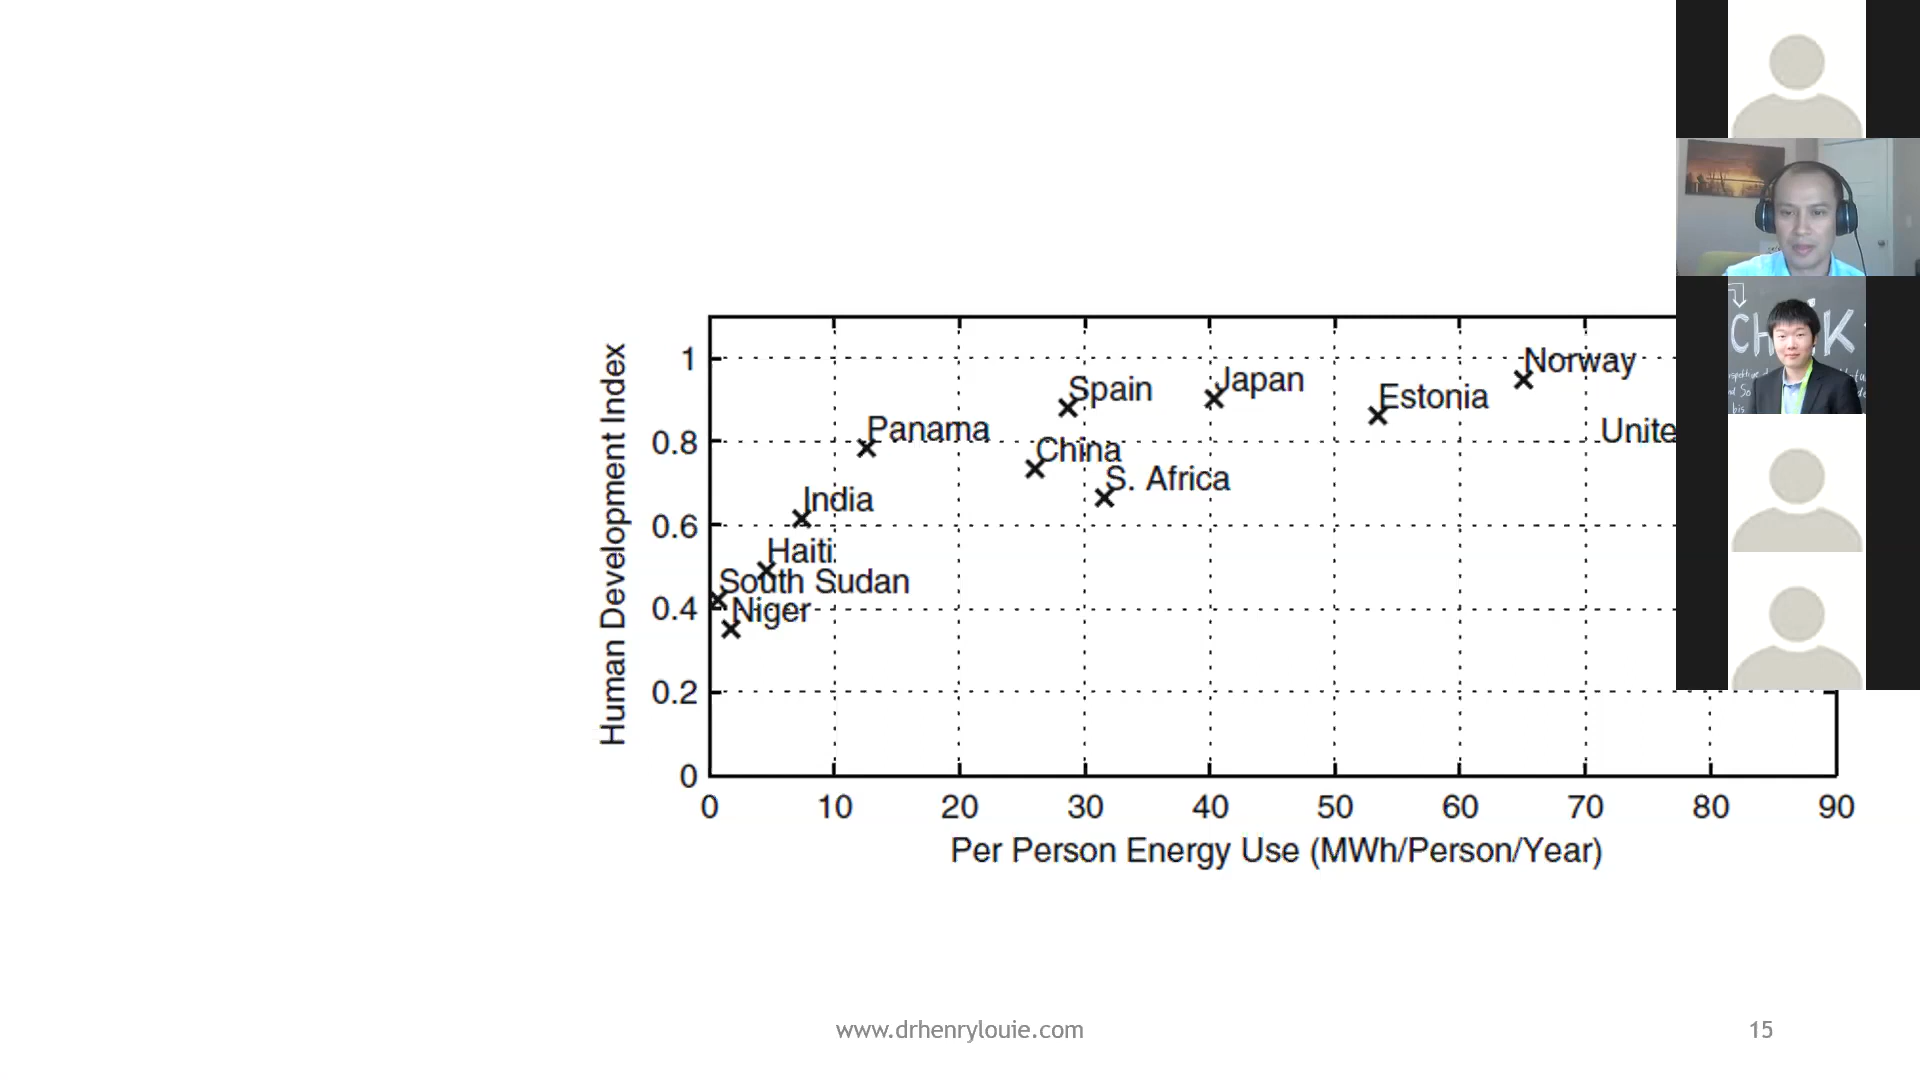 Human Development Index
1
0.8
0.6
0.4
0.2
0
Norway
Japan
Spain
Estonia
Panama
Unite
China
S. Africa
India
Haiti
South Sudan
Niger
0 10 20 30 40 50 60 70 80 90
Per Person Energy Use (MWh/Person/Year)
www.drhenrylouie.com
15